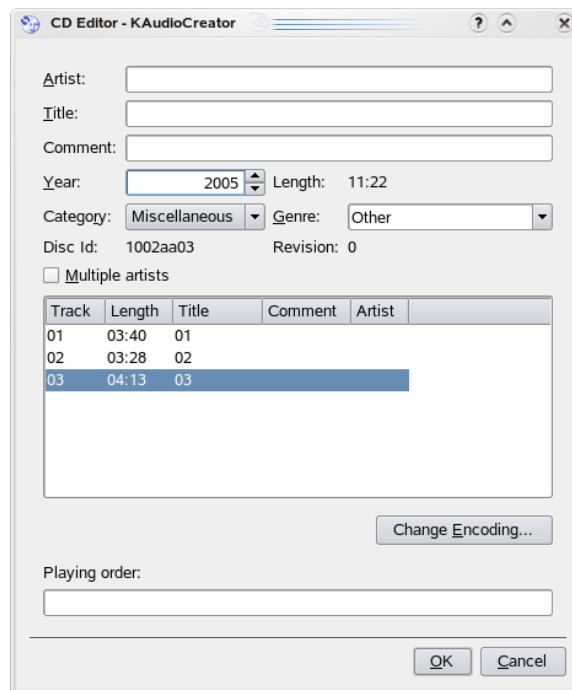 CD Editor - KAudioCreator
Artist:
Title:
Comment:
Year: 2005 Length: 11:22
Category: Miscellaneous Genre: Other
Disc Id: 1002aa03 Revision: 0
Multiple artists
Track Length Title Comment Artist
01 03:40 01
02 03:28 02
03 04:13 03
Change Encoding...
Playing order:
OK Cancel